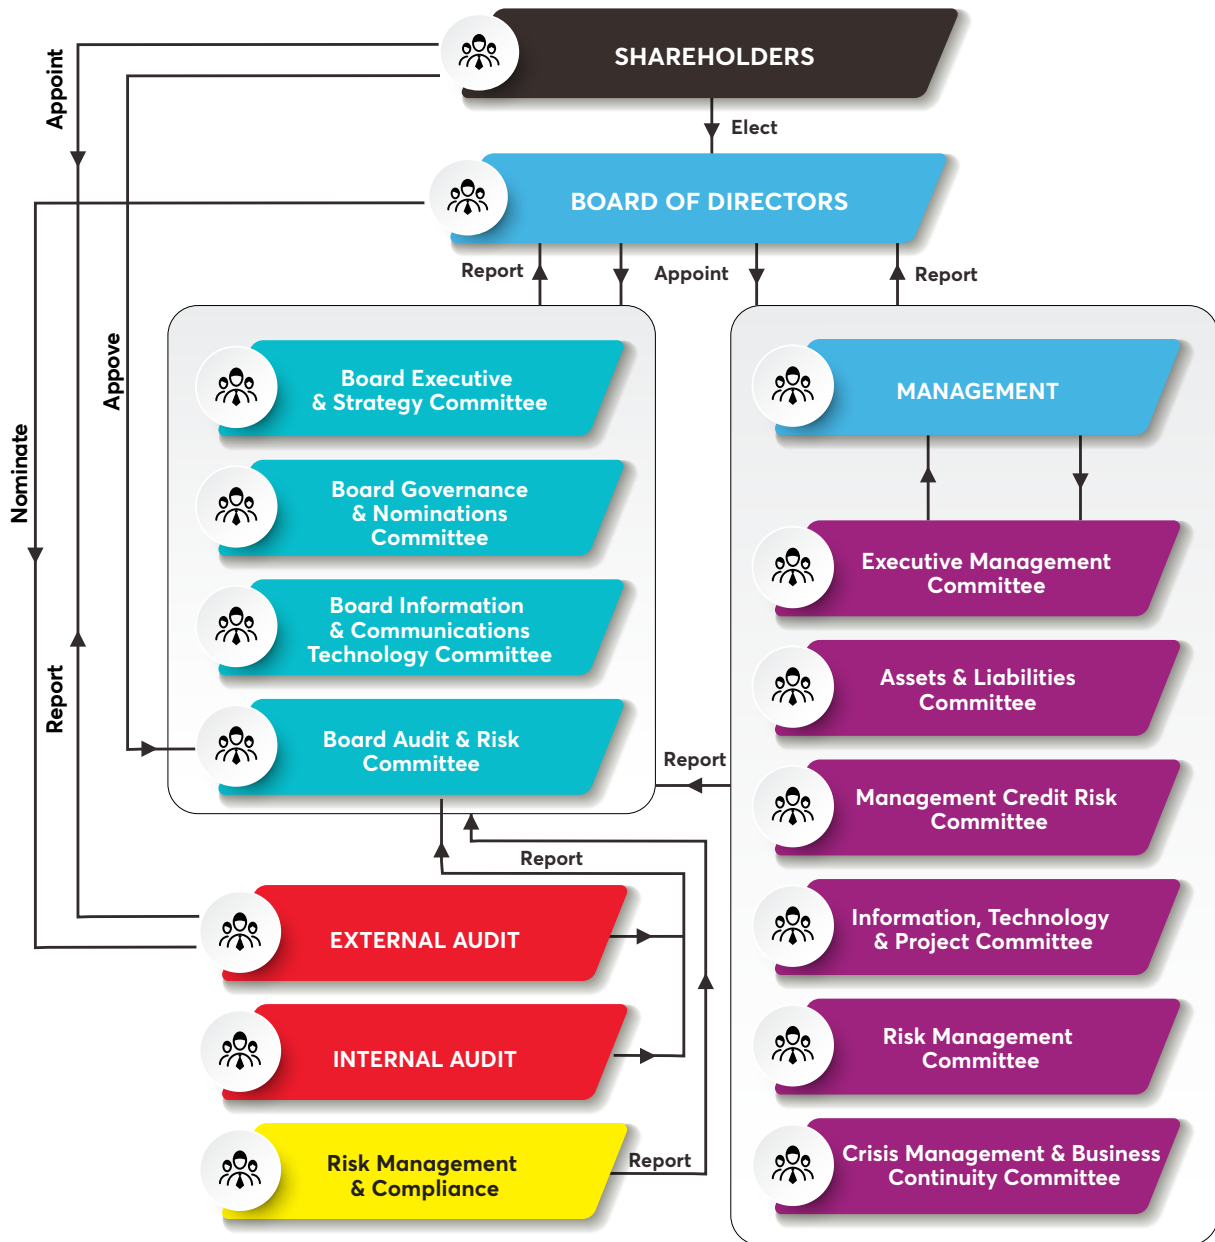 SHAREHOLDERS
Appoint
Elect
BOARD OF DIRECTORS
Report
Appoint
Report
Appove
Nominate
Report
Board Executive
& Strategy Committee
Board Governance
& Nominations
Committee
Board Information
& Communications
Technology Committee
Board Audit & Risk
Committee
Report
MANAGEMENT
Executive Management
Committee
Assets & Liabilities
Committee
Management Credit Risk
Committee
Information, Technology
& Project Committee
Risk Management
Committee
Crisis Management & Business
Continuity Committee
Report
EXTERNAL AUDIT
INTERNAL AUDIT
Risk Management
& Compliance
Report